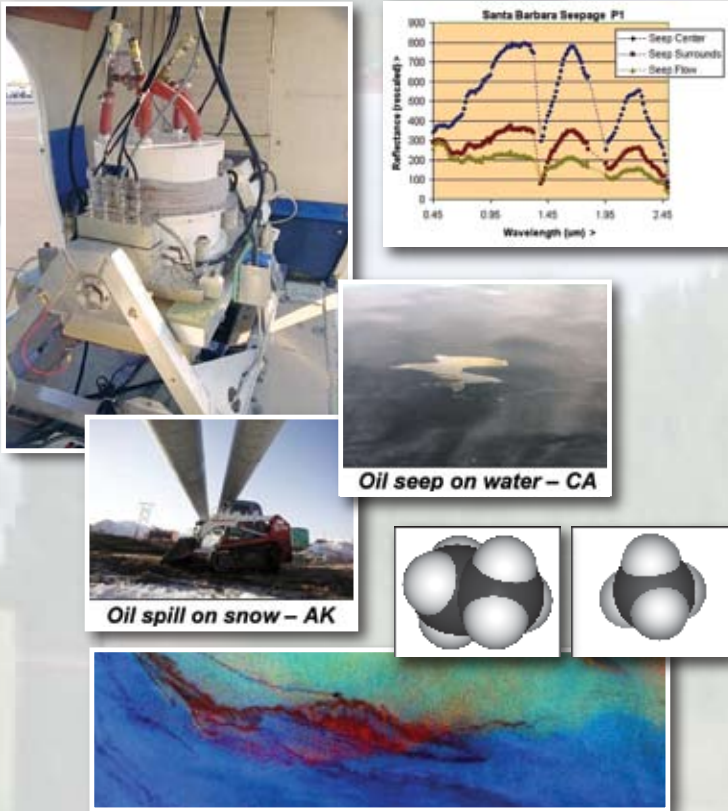 Santa Barbara Seepage P1
Reflectance (rescaled) >
900
800
700
600
500
400
300
200
100
0
0.45
0.95
1.45
1.95
2.45
Wavelength (um) >
Seep Center
Seep Surrounds
Seep Flow
Oil seep on water – CA
Oil spill on snow – AK